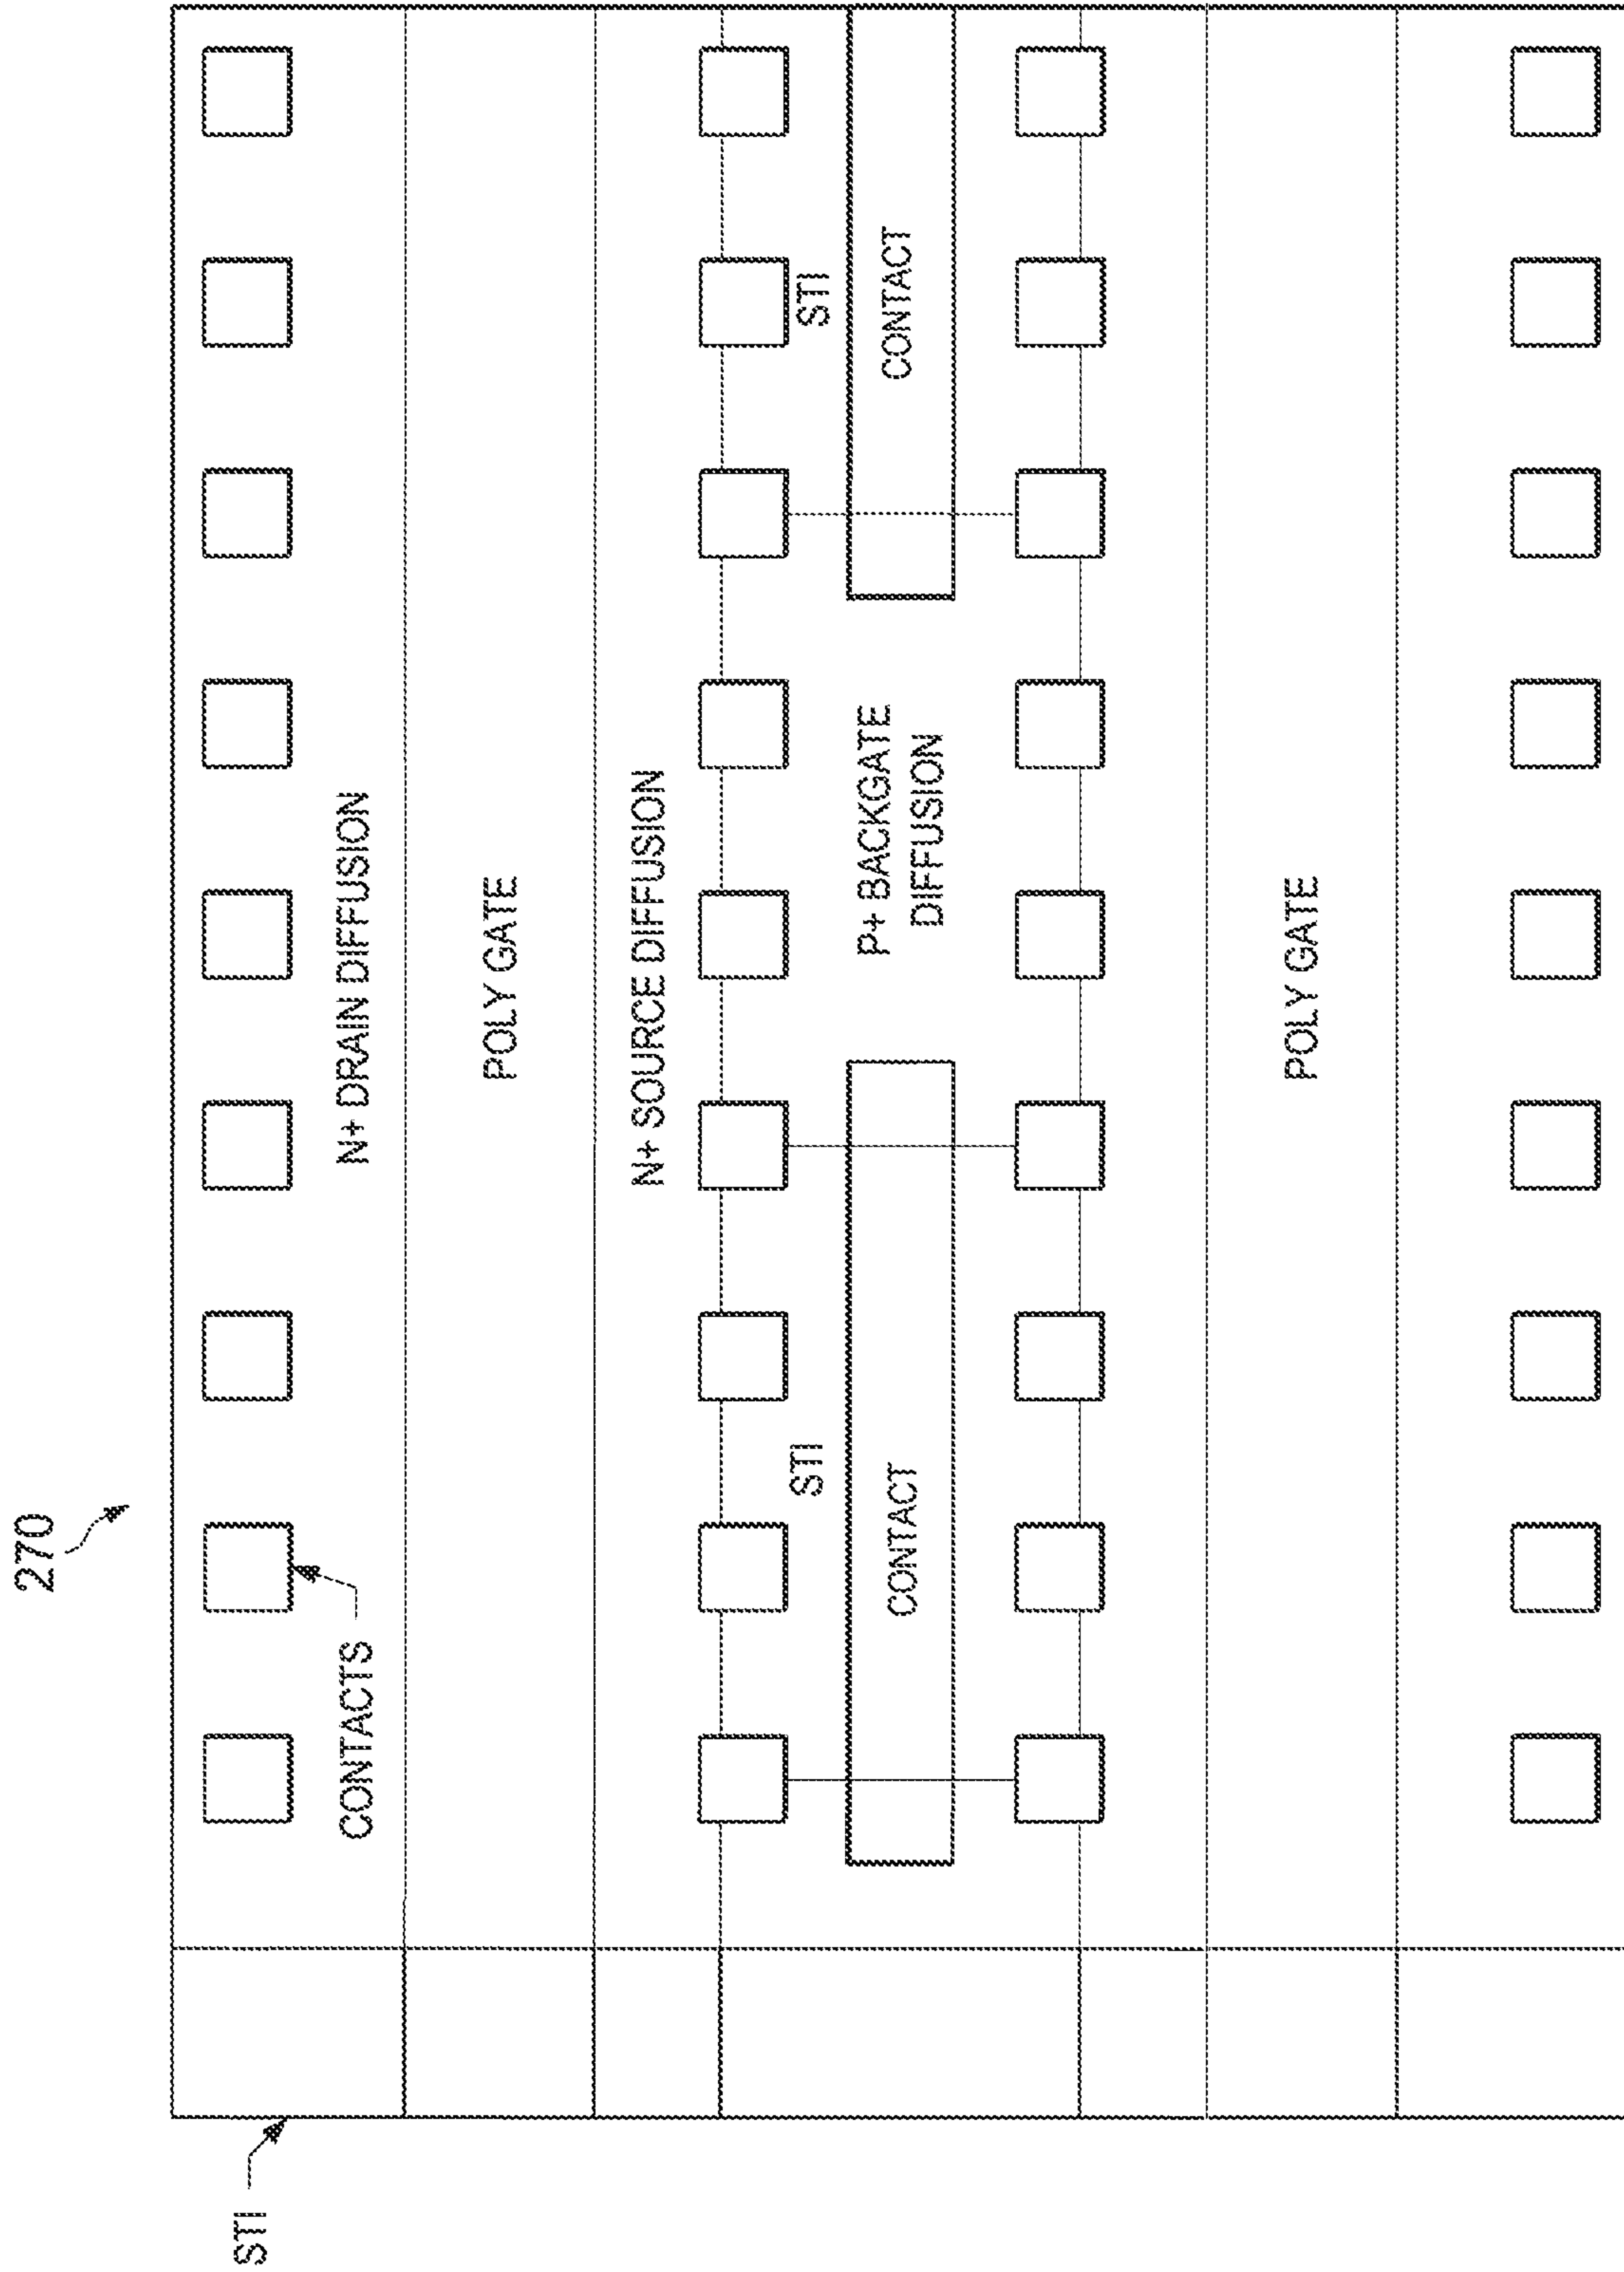 270
STI
CONTACTS
N+ DRAIN DIFFUSION
POLY GATE
N+ SOURCE DIFFUSION
STI
STI
CONTACT
P+ BACKGATE
DIFFUSION
CONTACT
POLY GATE